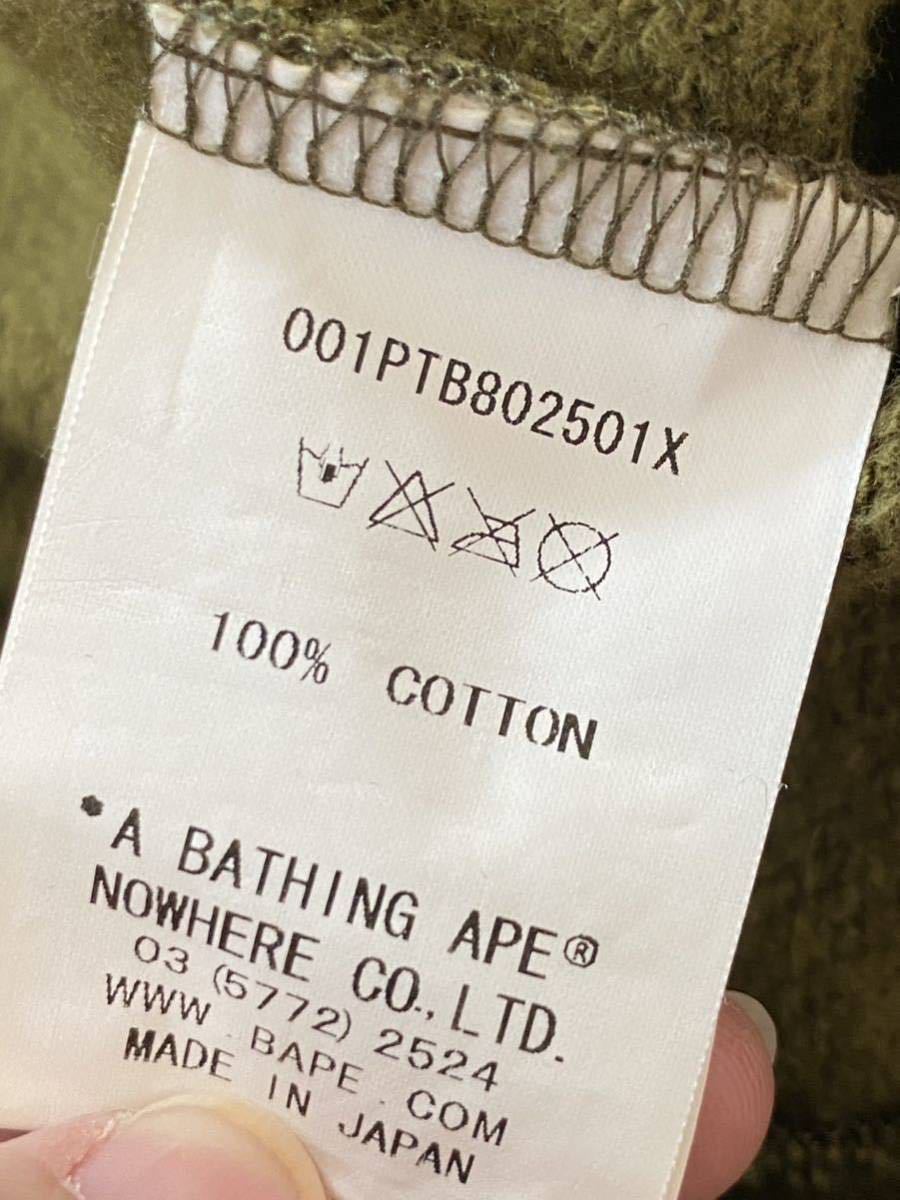 001PTB802501X
100% COTTON
*A BATHING APE®
NOWHERE CO.,LTD.
03 (5772) 2524
WWW.BAPE.COM
MADE IN JAPAN